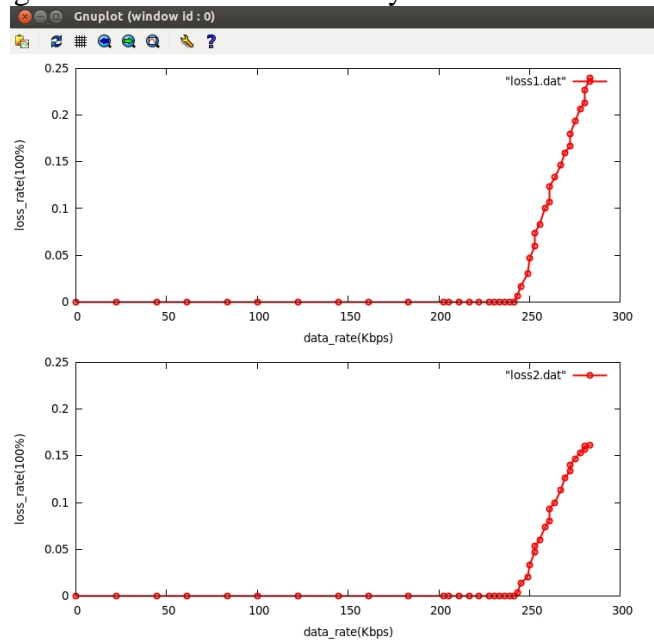 Gnuplot (window id : 0)
"loss1.dat"
0.25
0.2
0.15
0.1
0.05
0
loss_rate(100%)
0 50 100 150 200 250 300
data_rate(Kbps)
"loss2.dat"
0.25
0.2
0.15
0.1
0.05
0
loss_rate(100%)
0 50 100 150 200 250 300
data_rate(Kbps)